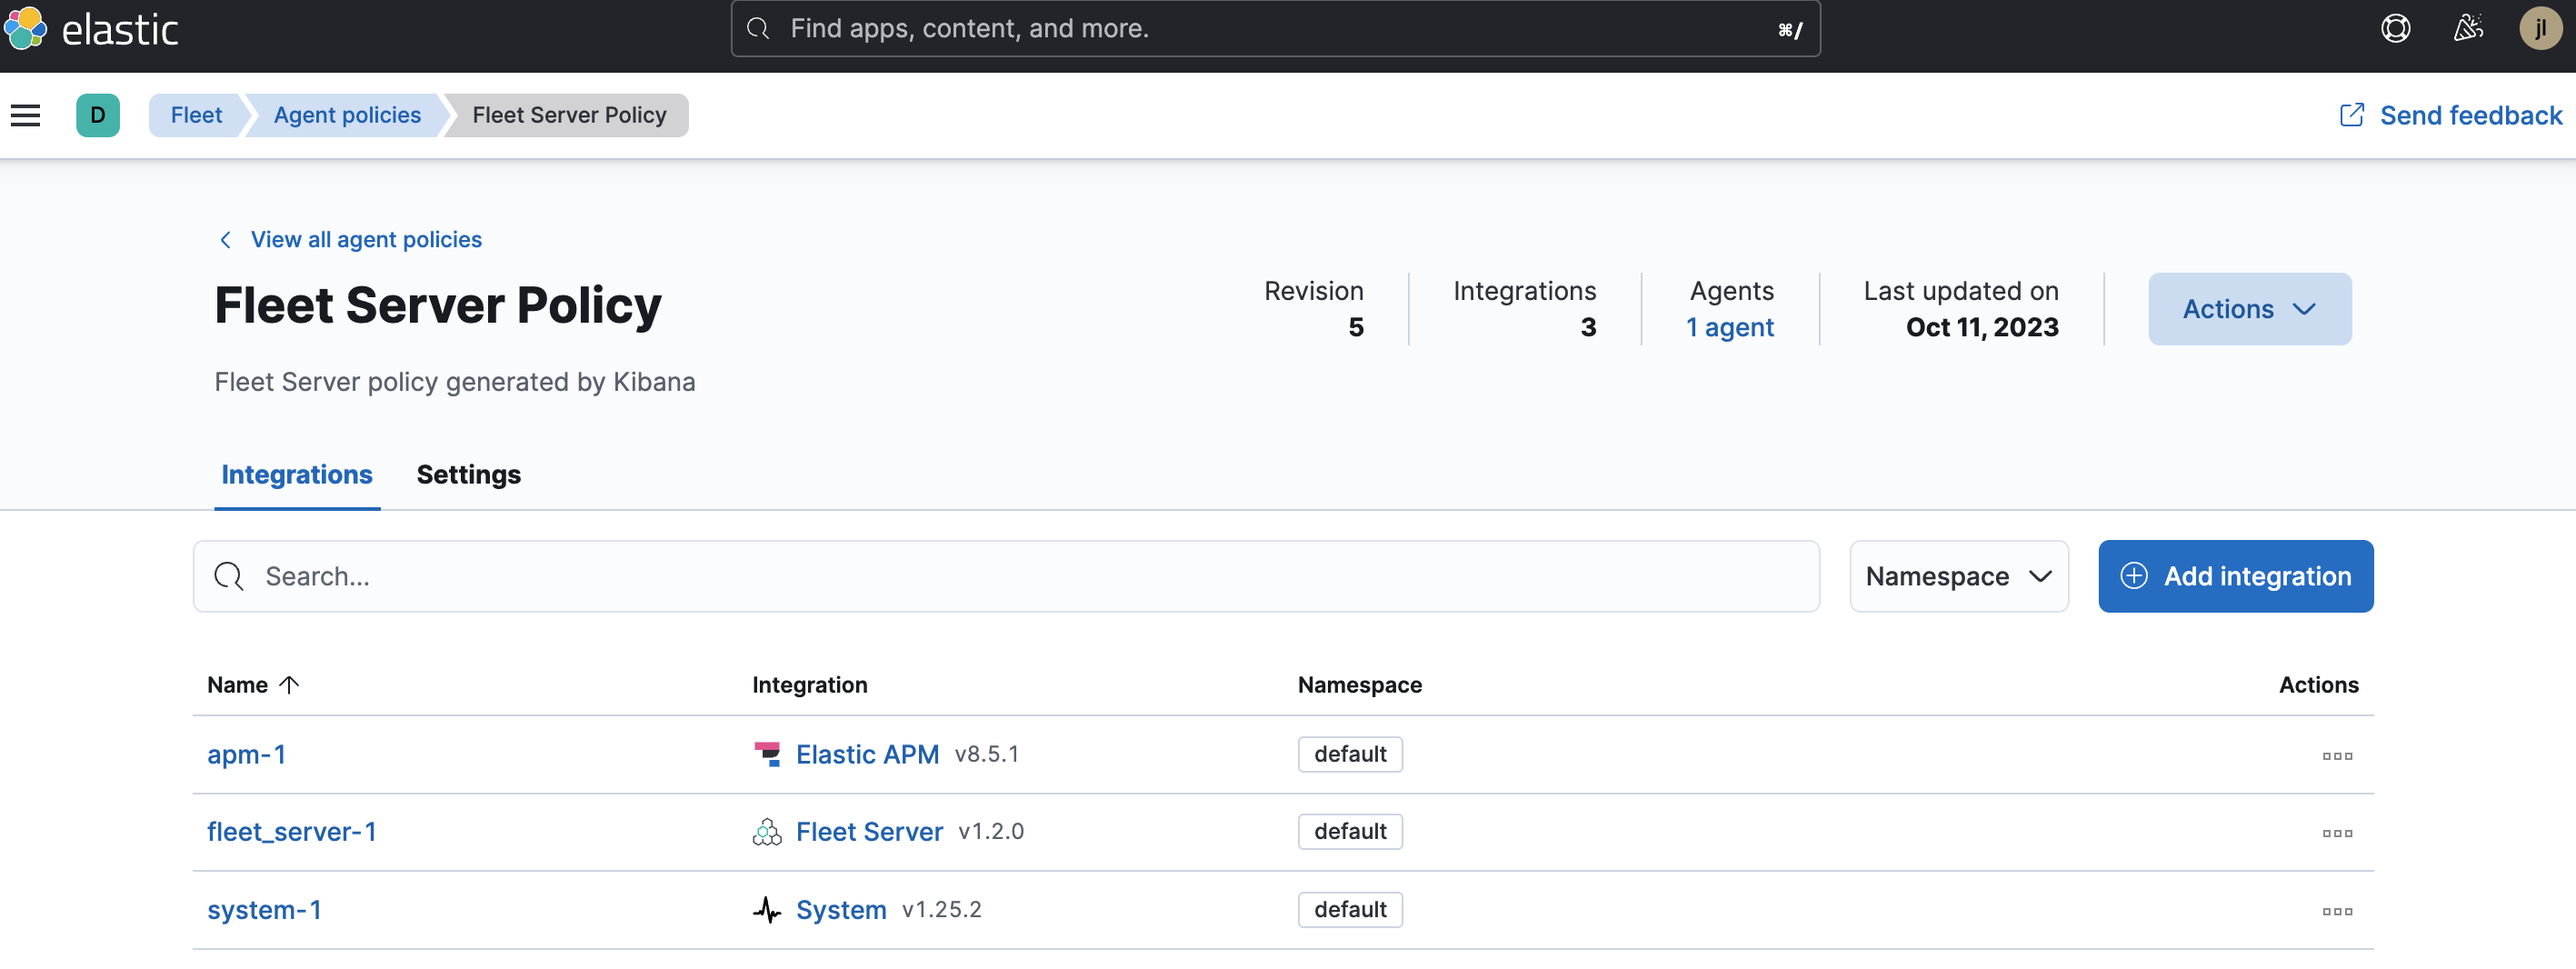 elastic
Find apps, content, and more.
⌘/
jl
D
Fleet
Agent policies
Fleet Server Policy
Send feedback
View all agent policies
Fleet Server Policy
Revision
5
Integrations
3
Agents
1 agent
Last updated on
Oct 11, 2023
Actions
Fleet Server policy generated by Kibana
Integrations
Settings
Search...
Namespace
Add integration
Name
Integration
Namespace
Actions
apm-1
Elastic APM v8.5.1
default
fleet_server-1
Fleet Server v1.2.0
default
system-1
System v1.25.2
default